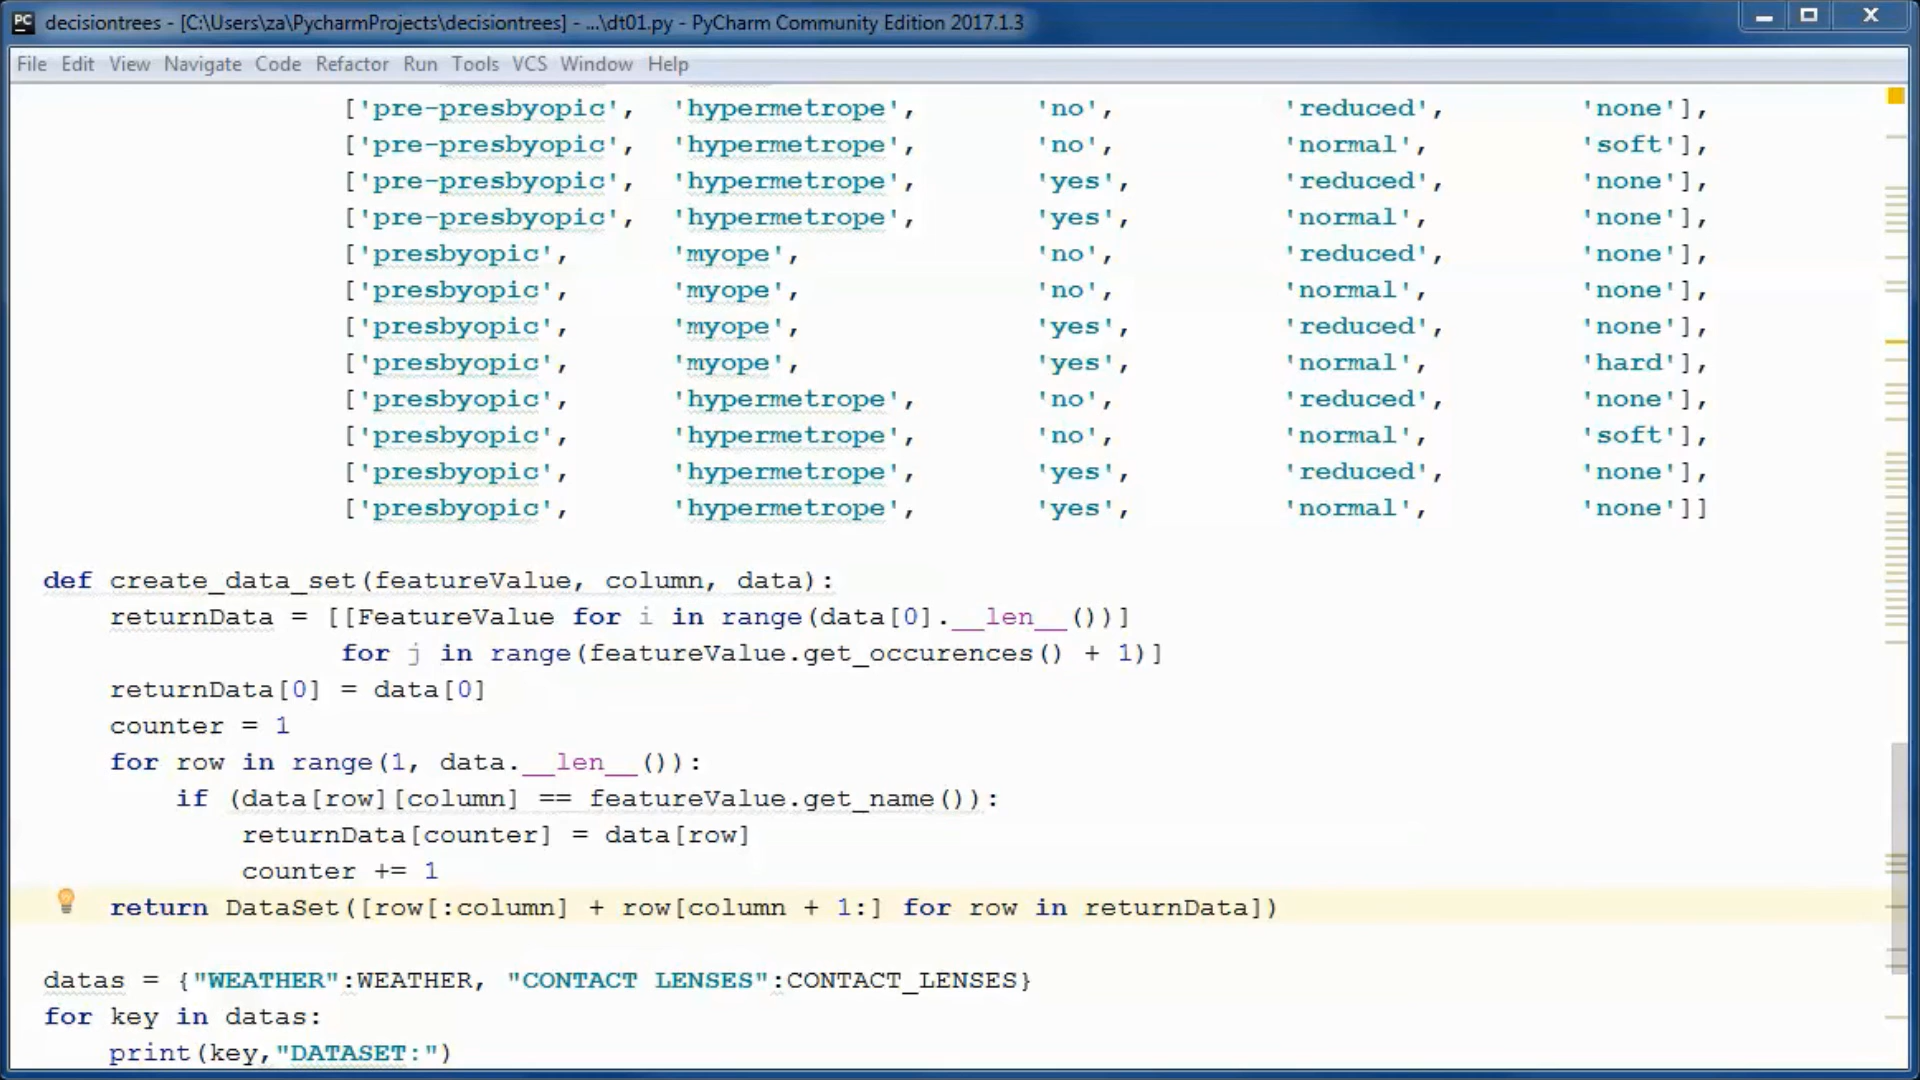 PC decisiontrees - [C:\Users\za\PycharmProjects\decisiontrees] - ...\dt01.py - PyCharm Community Edition 2017.1.3
File Edit View Navigate Code Refactor Run Tools VCS Window Help
['pre-presbyopic', 'hypermetrope', 'no', 'reduced', 'none'],
['pre-presbyopic', 'hypermetrope', 'no', 'normal', 'soft'],
['pre-presbyopic', 'hypermetrope', 'yes', 'reduced', 'none'],
['pre-presbyopic', 'hypermetrope', 'yes', 'normal', 'none'],
['presbyopic', 'myope', 'no', 'reduced', 'none'],
['presbyopic', 'myope', 'no', 'normal', 'none'],
['presbyopic', 'myope', 'yes', 'reduced', 'none'],
['presbyopic', 'myope', 'yes', 'normal', 'hard'],
['presbyopic', 'hypermetrope', 'no', 'reduced', 'none'],
['presbyopic', 'hypermetrope', 'no', 'normal', 'soft'],
['presbyopic', 'hypermetrope', 'yes', 'reduced', 'none'],
['presbyopic', 'hypermetrope', 'yes', 'normal', 'none']]
def create_data_set(featureValue, column, data):
returnData = [[FeatureValue for i in range(data[0].__len__())]
for j in range(featureValue.get_occurences() + 1)]
returnData[0] = data[0]
counter = 1
for row in range(1, data.__len__()):
if (data[row][column] == featureValue.get_name()):
returnData[counter] = data[row]
counter += 1
return DataSet([row[:column] + row[column + 1:] for row in returnData])
datas = {"WEATHER":WEATHER, "CONTACT LENSES":CONTACT_LENSES}
for key in datas:
print(key,"DATASET:")